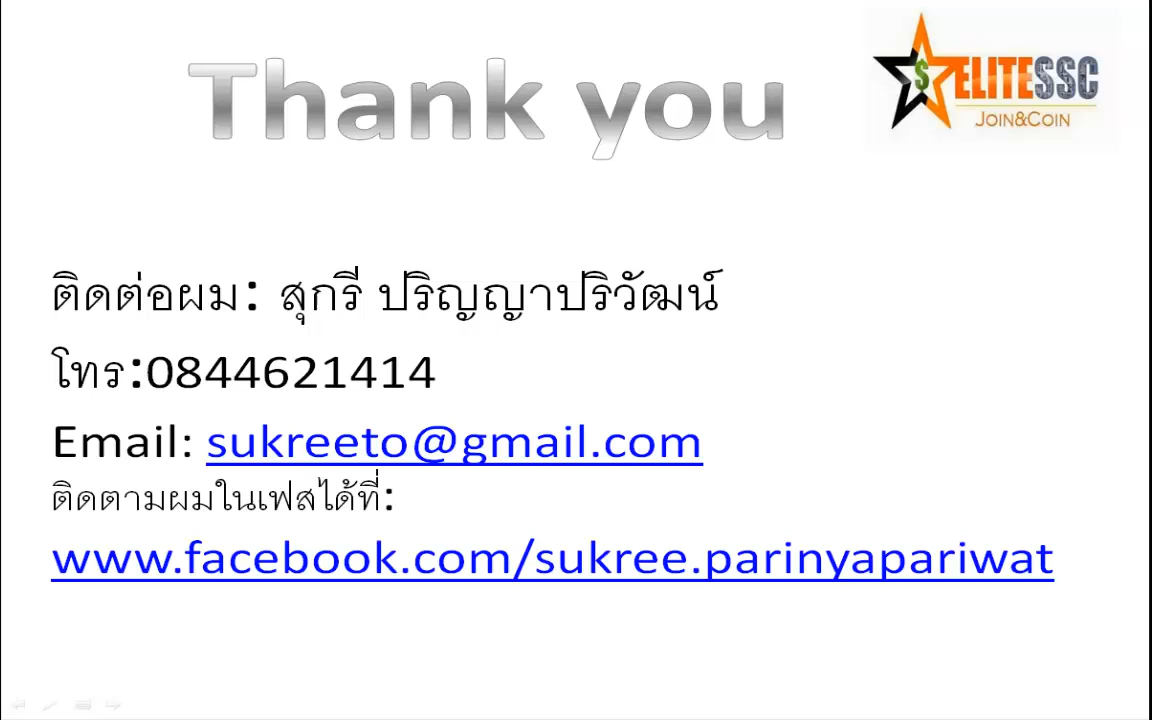 Thank you
$ ELITESSC
JOIN&COIN
ติดต่อผม: สุกรี ปริญญาปริวัฒน์
โทร:0844621414
Email: sukreeto@gmail.com
ติดตามผมในเฟสได้ที่:
www.facebook.com/sukree.parinyapariwat